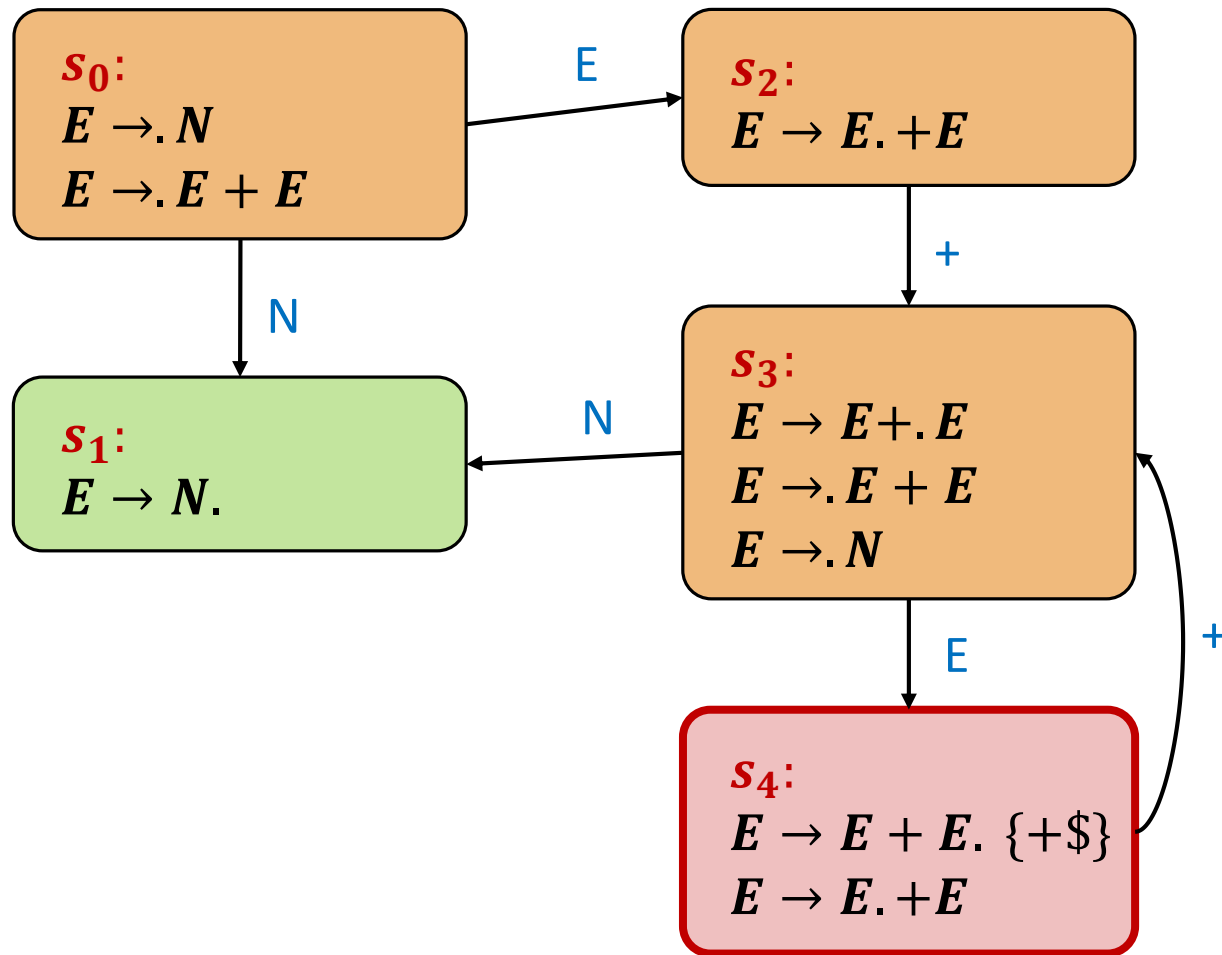 s₀:
E →. N
E →. E + E
E
s₂:
E → E. +E
+
N
s₁:
E → N.
N
s₃:
E → E+. E
E →. E + E
E →. N
E
+
s₄:
E → E + E. {+$}
E → E. +E